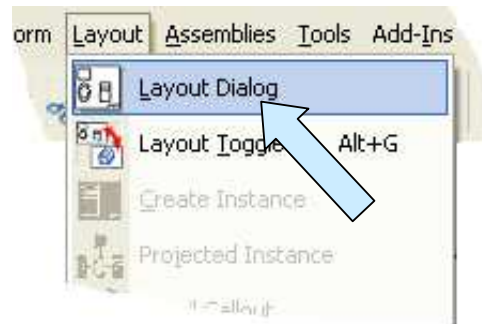 orm Layout Assemblies Tools Add-Ins
Layout Dialog
Layout Toggle Alt+G
Create Instance
Projected Instance